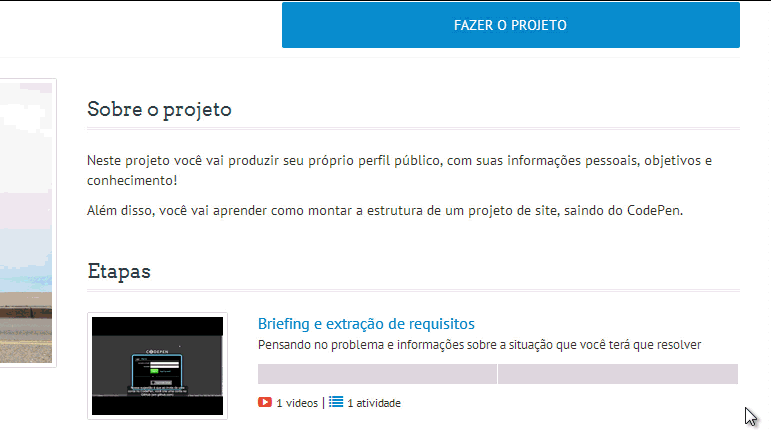 FAZER O PROJETO
Sobre o projeto
Neste projeto você vai produzir seu próprio perfil público, com suas informações pessoais, objetivos e
conhecimento!
Além disso, você vai aprender como montar a estrutura de um projeto de site, saindo do CodePen.
Etapas
CODEPEN
Briefing e extração de requisitos
Pensando no problema e informações sobre a situação que você terá que resolver
1 videos | 1 atividade